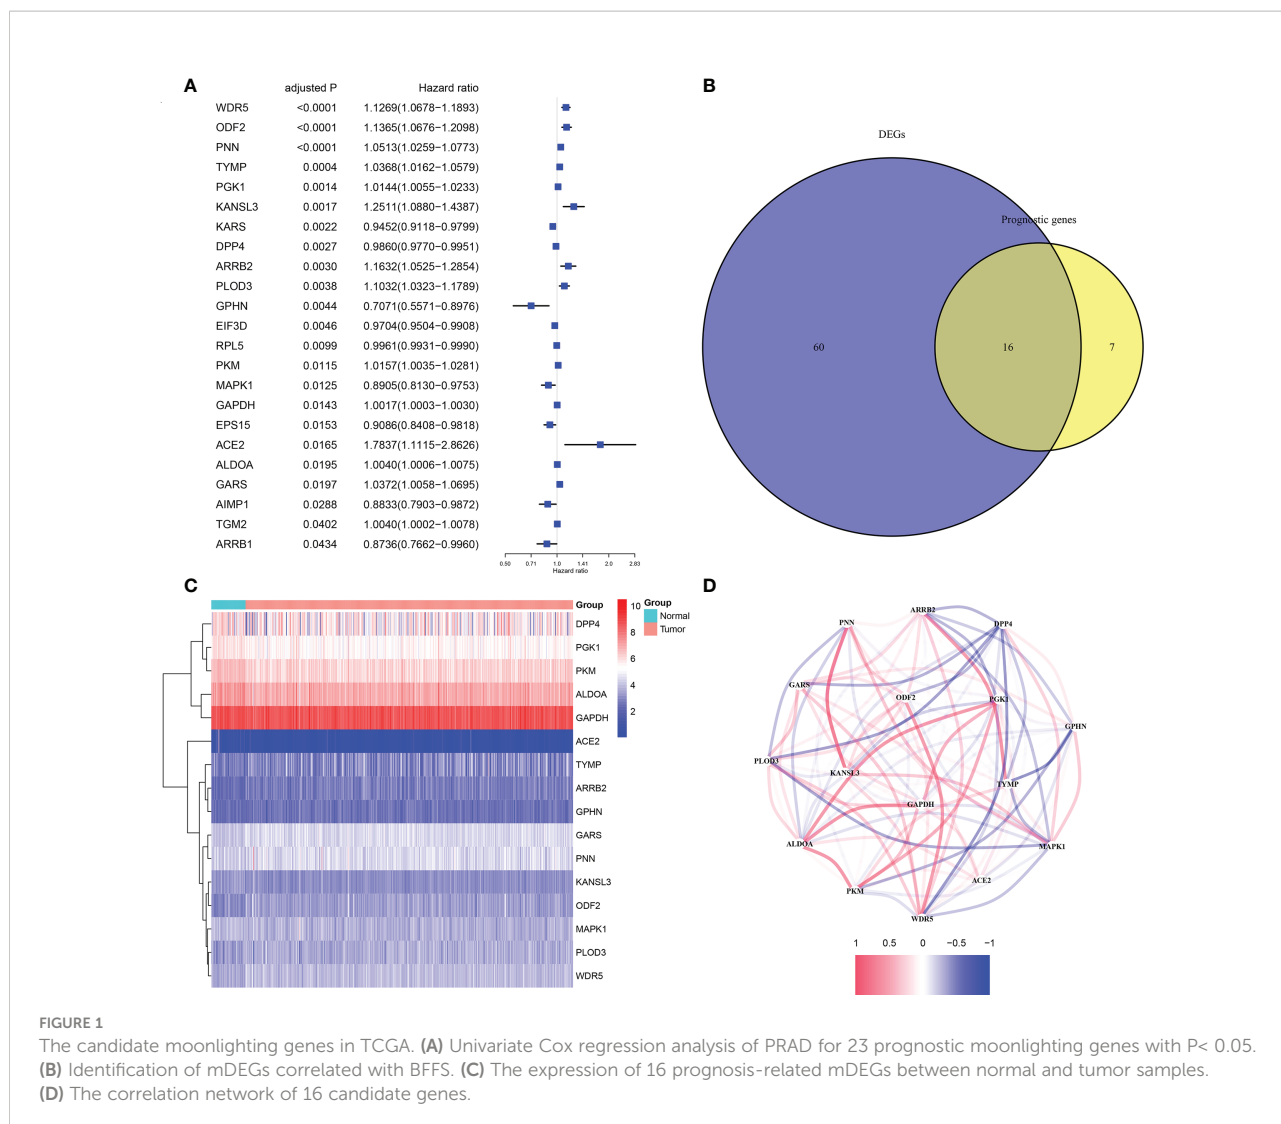 A
adjusted P Hazard ratio
WDR5 <0.0001 1.1269(1.0678−1.1893)
ODF2 <0.0001 1.1365(1.0676−1.2098)
PNN <0.0001 1.0513(1.0259−1.0773)
TYMP 0.0004 1.0368(1.0162−1.0579)
PGK1 0.0014 1.0144(1.0055−1.0233)
KANSL3 0.0017 1.2511(1.0880−1.4387)
KARS 0.0022 0.9452(0.9118−0.9799)
DPP4 0.0027 0.9860(0.9770−0.9951)
ARRB2 0.0030 1.1632(1.0525−1.2854)
PLOD3 0.0038 1.1032(1.0323−1.1789)
GPHN 0.0044 0.7071(0.5571−0.8976)
EIF3D 0.0046 0.9704(0.9504−0.9908)
RPL5 0.0099 0.9961(0.9931−0.9990)
PKM 0.0115 1.0157(1.0035−1.0281)
MAPK1 0.0125 0.8905(0.8130−0.9753)
GAPDH 0.0143 1.0017(1.0003−1.0030)
EPS15 0.0153 0.9086(0.8408−0.9818)
ACE2 0.0165 1.7837(1.1115−2.8626)
ALDOA 0.0195 1.0040(1.0006−1.0075)
GARS 0.0197 1.0372(1.0058−1.0695)
AIMP1 0.0288 0.8833(0.7903−0.9872)
TGM2 0.0402 1.0040(1.0002−1.0078)
ARRB1 0.0434 0.8736(0.7662−0.9960)
0.50 0.71 1.0 1.41 2.0 2.83
Hazard ratio
B
DEGs
Prognostic genes
60 16 7
C
Group
DPP4
PGK1
PKM
ALDOA
GAPDH
ACE2
TYMP
ARRB2
GPHN
GARS
PNN
KANSL3
ODF2
MAPK1
PLOD3
WDR5
10
8
6
4
2
Group
Normal
Tumor
D
ARRB2
PNN
DPP4
GARS
ODF2
PGK1
GPHN
PLOD3
KANSL3
TYMP
GAPDH
ALDOA
MAPK1
ACE2
PKM
WDR5
1 0.5 0 −0.5 −1
FIGURE 1
The candidate moonlighting genes in TCGA. (A) Univariate Cox regression analysis of PRAD for 23 prognostic moonlighting genes with P< 0.05.
(B) Identification of mDEGs correlated with BFFS. (C) The expression of 16 prognosis-related mDEGs between normal and tumor samples.
(D) The correlation network of 16 candidate genes.